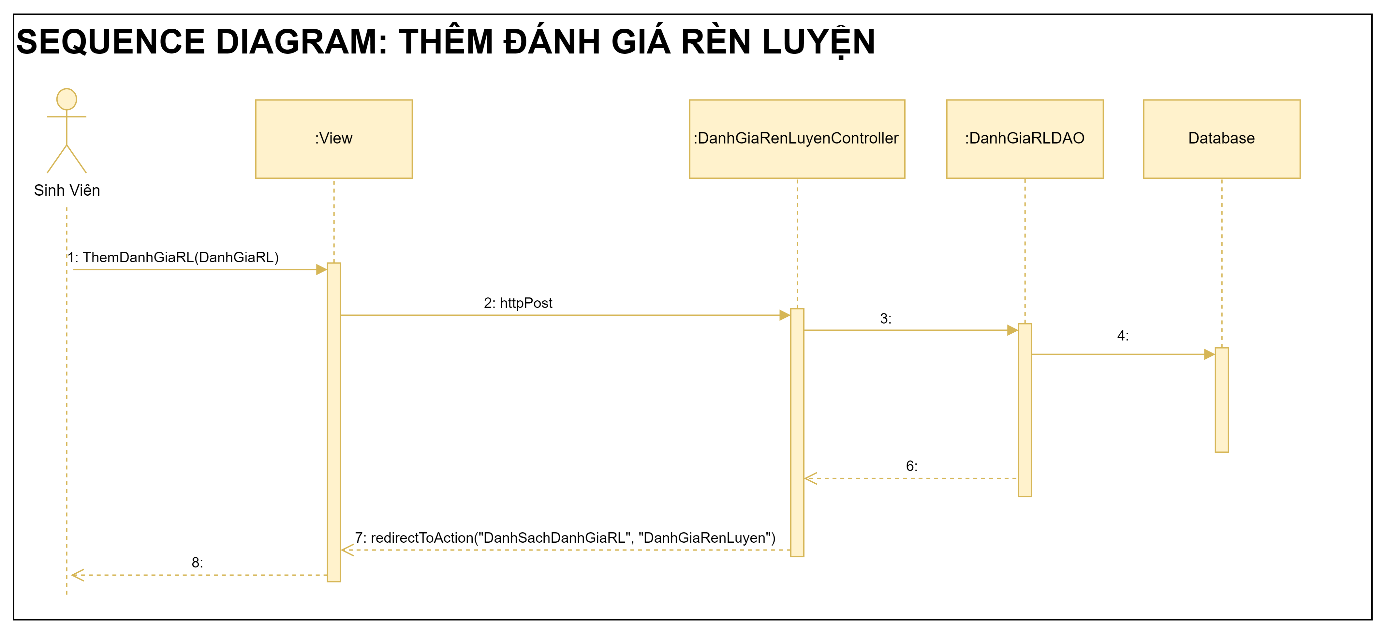 SEQUENCE DIAGRAM: THÊM ĐÁNH GIÁ RÈN LUYỆN
Sinh Viên
:View
:DanhGiaRenLuyenController
:DanhGiaRLDAO
Database
1: ThemDanhGiaRL(DanhGiaRL)
2: httpPost
3:
4:
6:
7: redirectToAction("DanhSachDanhGiaRL", "DanhGiaRenLuyen")
8: